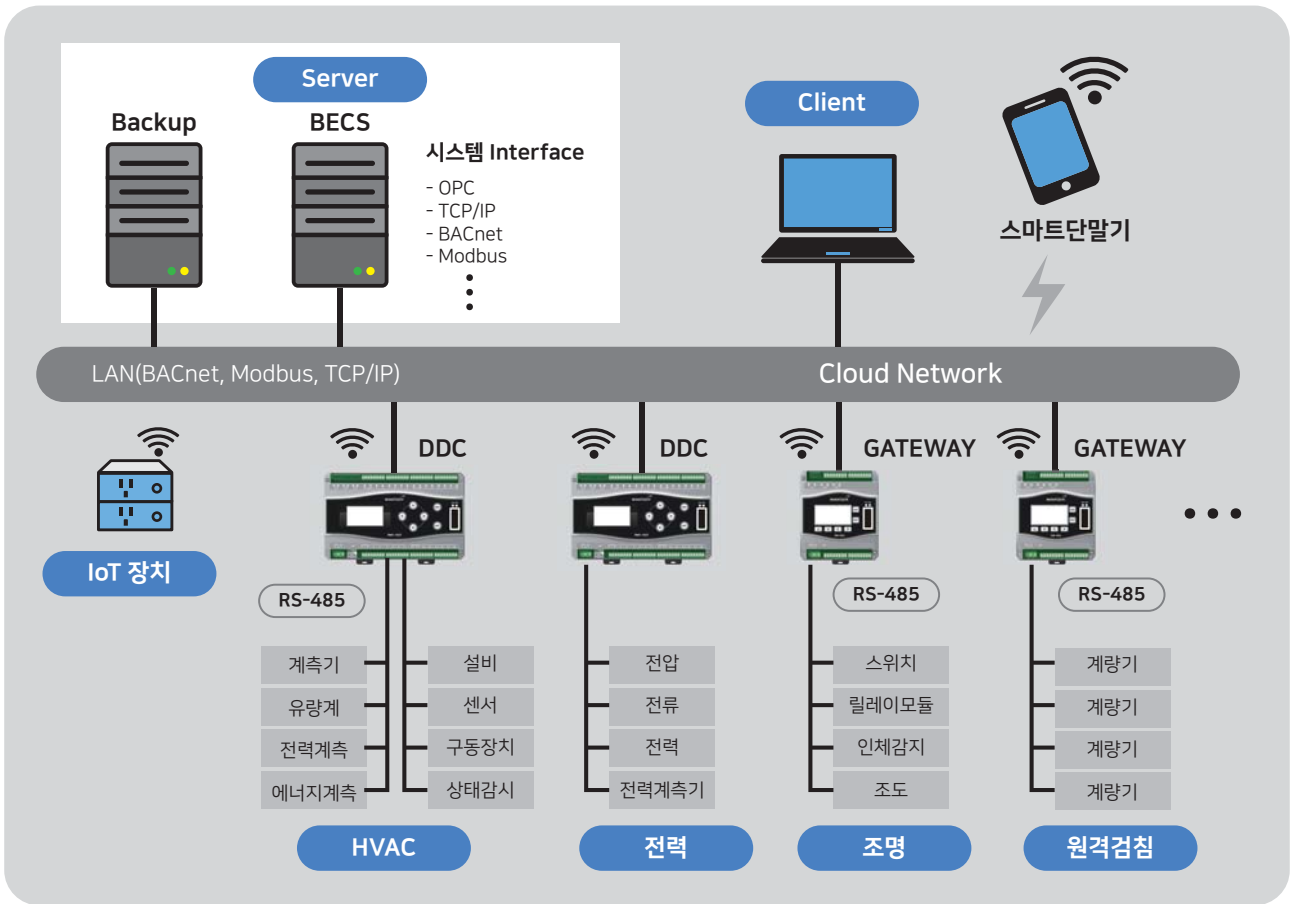 Server
Backup
BECS
시스템 Interface
- OPC
- TCP/IP
- BACnet
- Modbus
Client
스마트단말기
LAN(BACnet, Modbus, TCP/IP)
Cloud Network
IoT 장치
DDC
DDC
GATEWAY
GATEWAY
RS-485
RS-485
RS-485
계측기
유량계
전력계측
에너지계측
설비
센서
구동장치
상태감시
HVAC
전압
전류
전력
전력계측기
전력
스위치
릴레이모듈
인체감지
조도
조명
계량기
계량기
계량기
계량기
원격검침